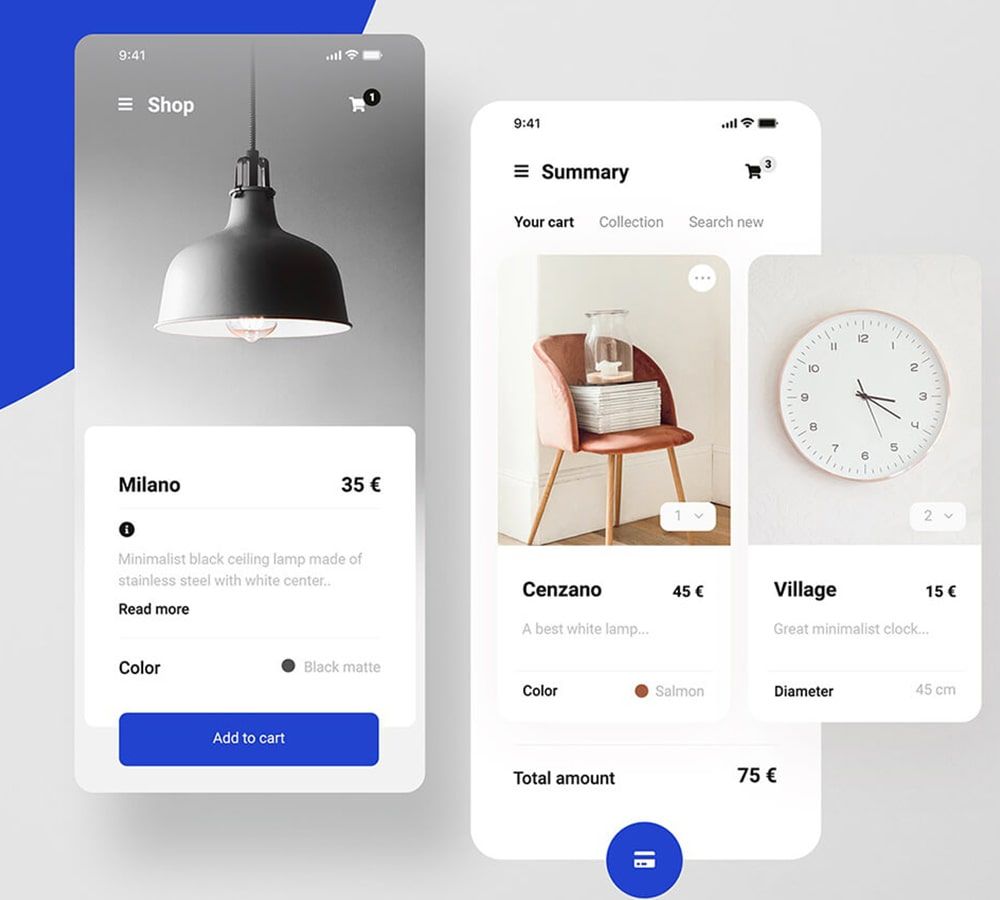 9:41
Shop
1
Milano
35 €
Minimalist black ceiling lamp made of
stainless steel with white center..
Read more
Color
Black matte
Add to cart
9:41
Summary
3
Your cart
Collection
Search new
12
1
2
3
4
5
6
7
8
9
10
11
1
2
Cenzano
45 €
A best white lamp...
Color
Salmon
Village
15 €
Great minimalist clock...
Diameter
45 cm
Total amount
75 €